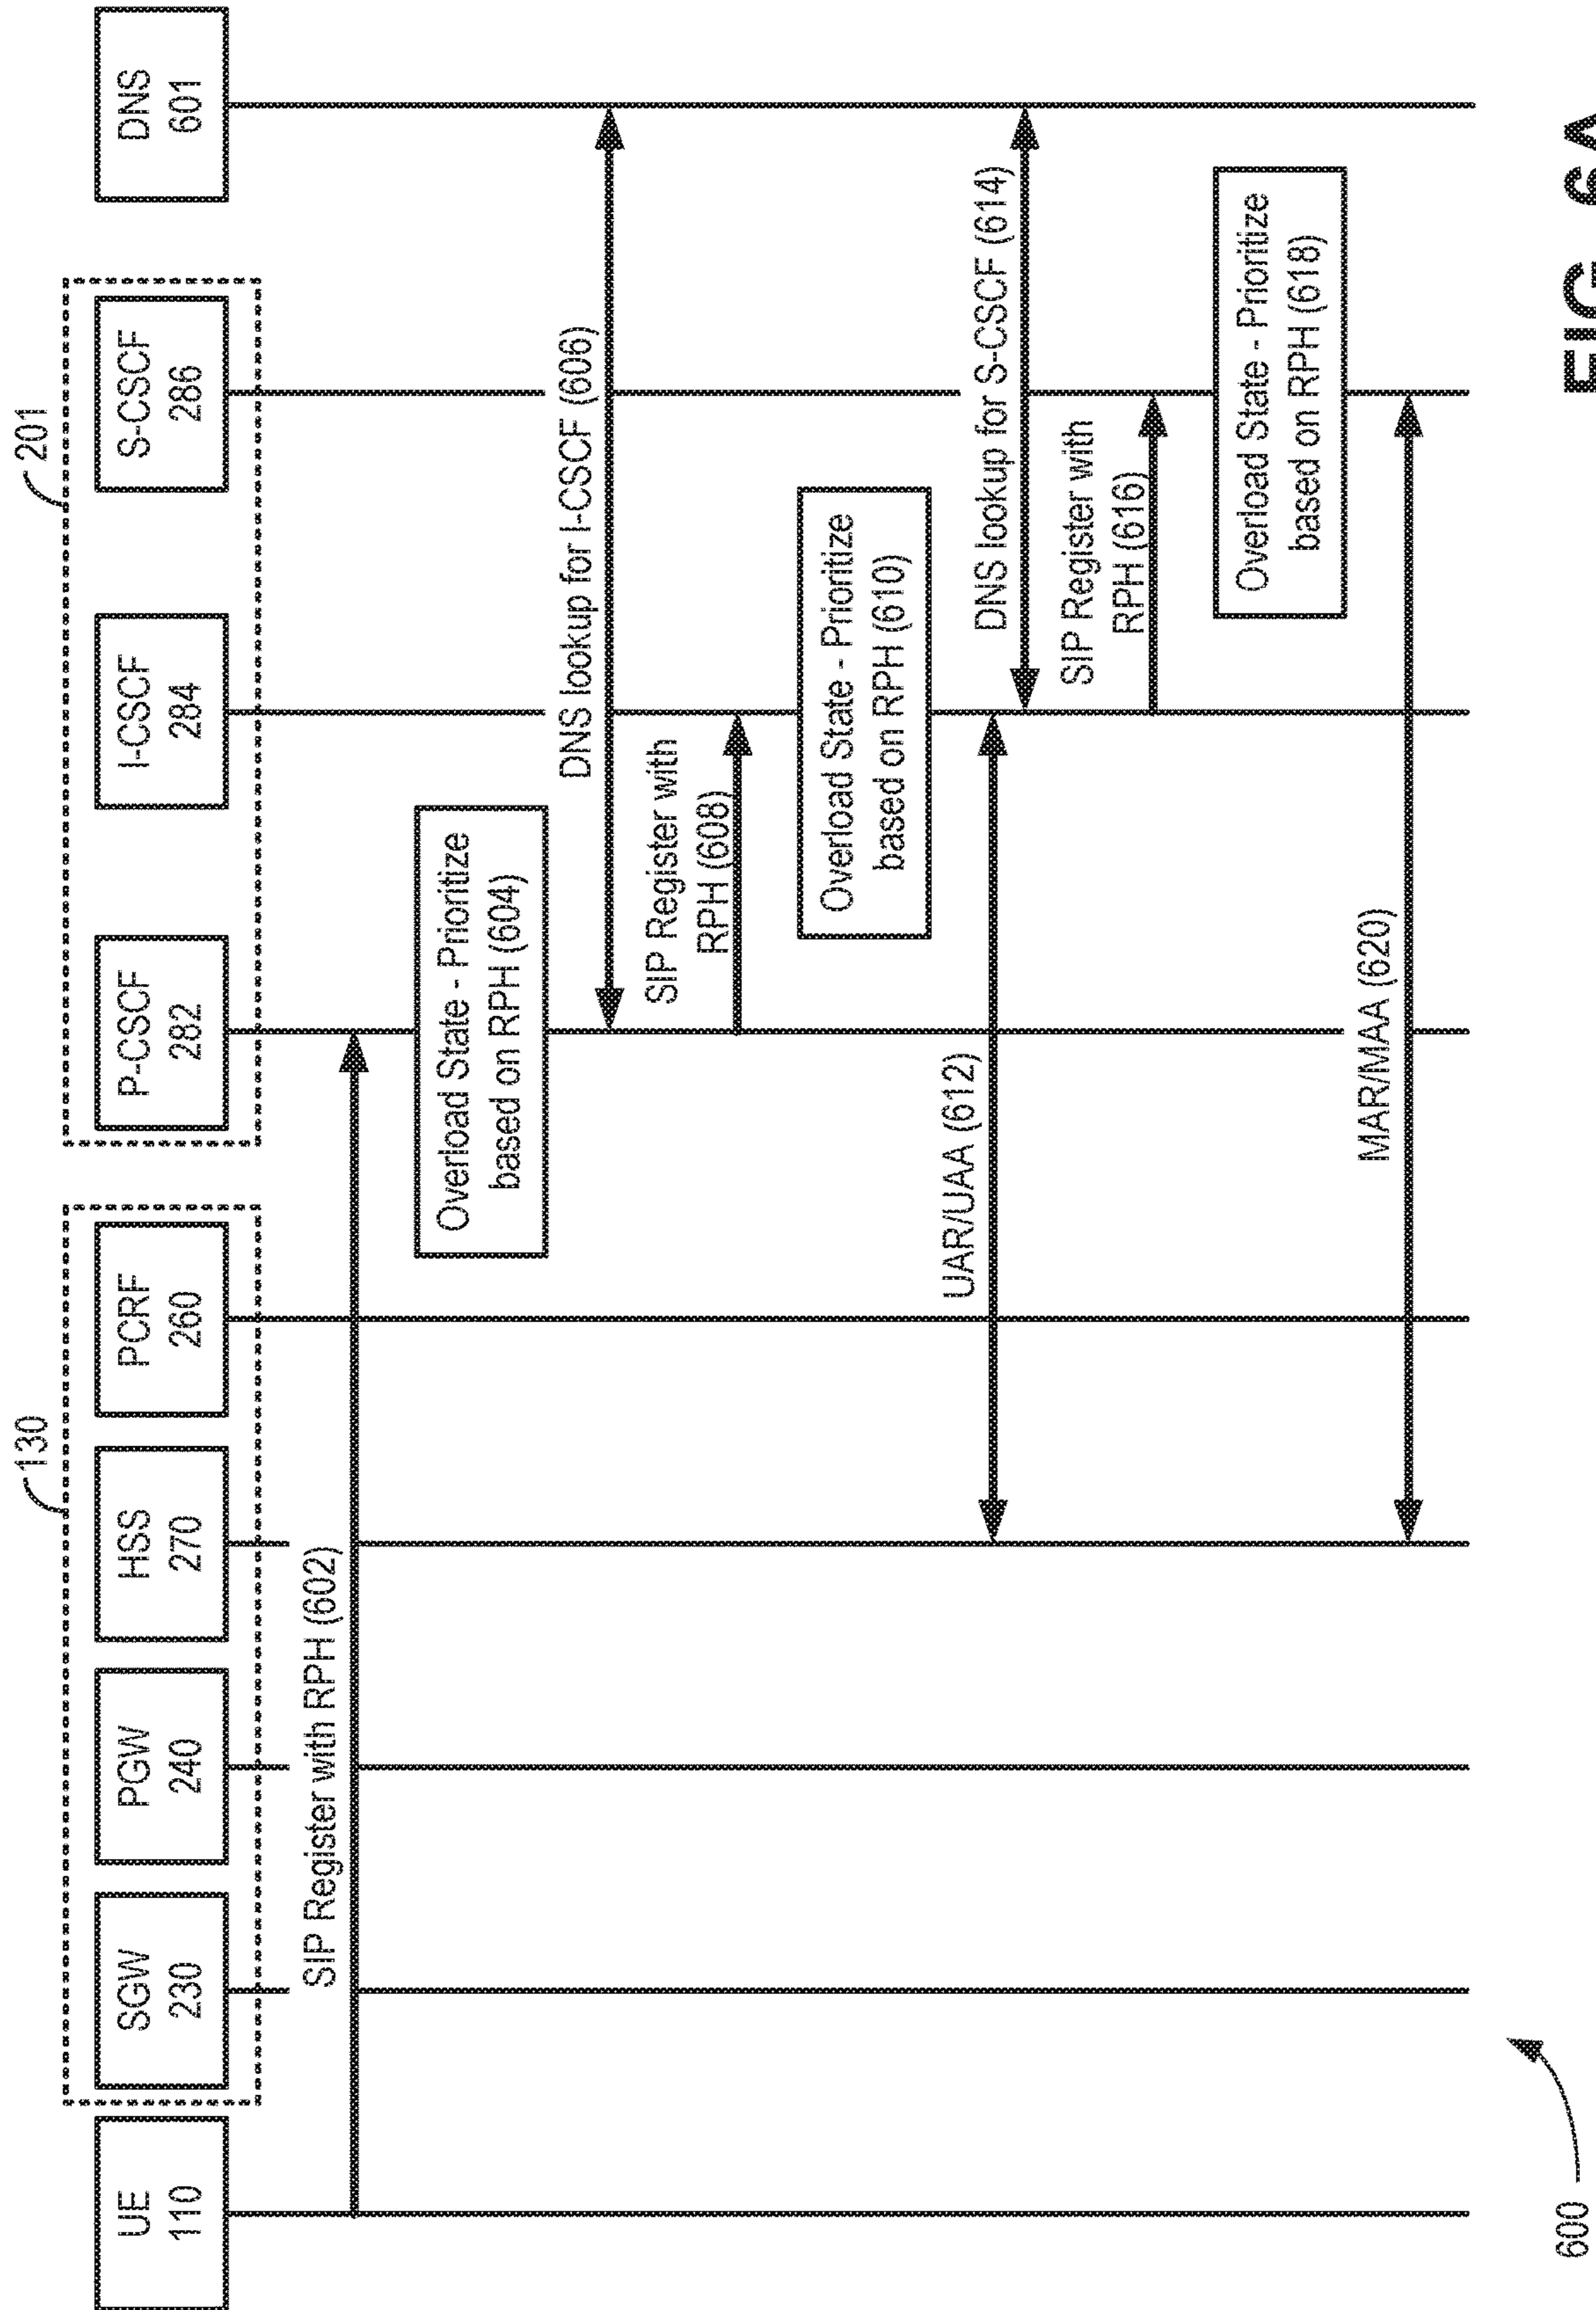 130
201
UE
110
SGW
230
PGW
240
HSS
270
PCRF
260
P-CSCF
282
I-CSCF
284
S-CSCF
286
DNS
601
SIP Register with RPH (602)
Overload State - Prioritize
based on RPH (604)
DNS lookup for I-CSCF (606)
SIP Register with
RPH (608)
Overload State - Prioritize
based on RPH (610)
UAR/UAA (612)
DNS lookup for S-CSCF (614)
SIP Register with
RPH (616)
Overload State - Prioritize
based on RPH (618)
MAR/MAA (620)
600
FIG. 6A